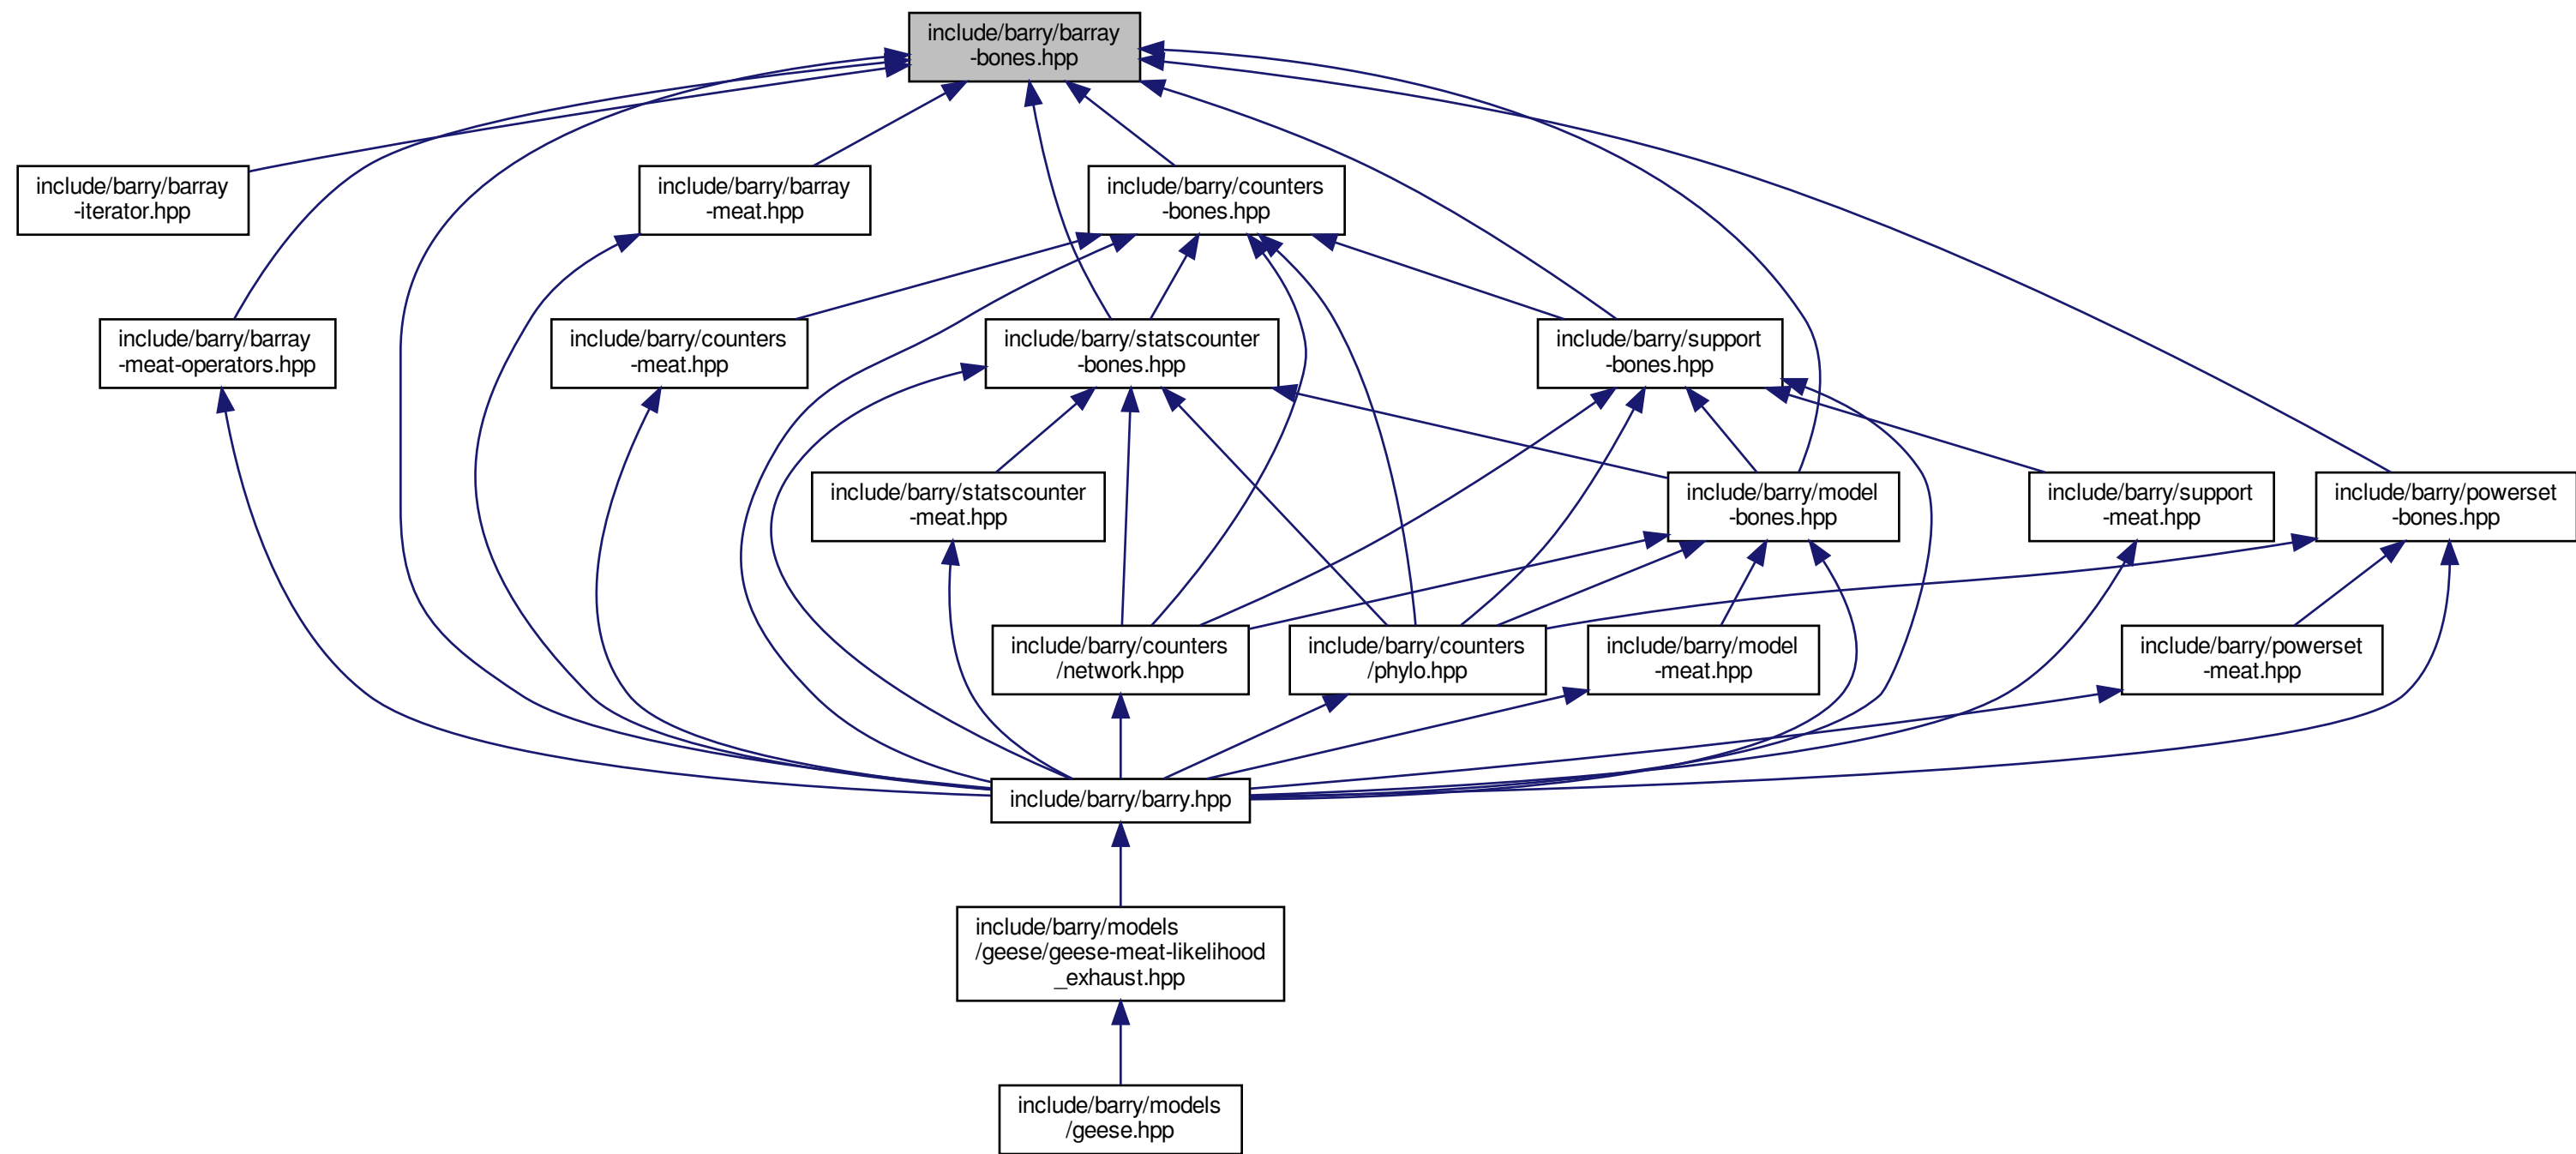 include/barry/barray
-bones.hpp
include/barry/barray
-iterator.hpp
include/barry/barray
-meat.hpp
include/barry/counters
-bones.hpp
include/barry/barray
-meat-operators.hpp
include/barry/counters
-meat.hpp
include/barry/statscounter
-bones.hpp
include/barry/support
-bones.hpp
include/barry/statscounter
-meat.hpp
include/barry/model
-bones.hpp
include/barry/support
-meat.hpp
include/barry/powerset
-bones.hpp
include/barry/counters
/network.hpp
include/barry/counters
/phylo.hpp
include/barry/model
-meat.hpp
include/barry/powerset
-meat.hpp
include/barry/barry.hpp
include/barry/models
/geese/geese-meat-likelihood
_exhaust.hpp
include/barry/models
/geese.hpp